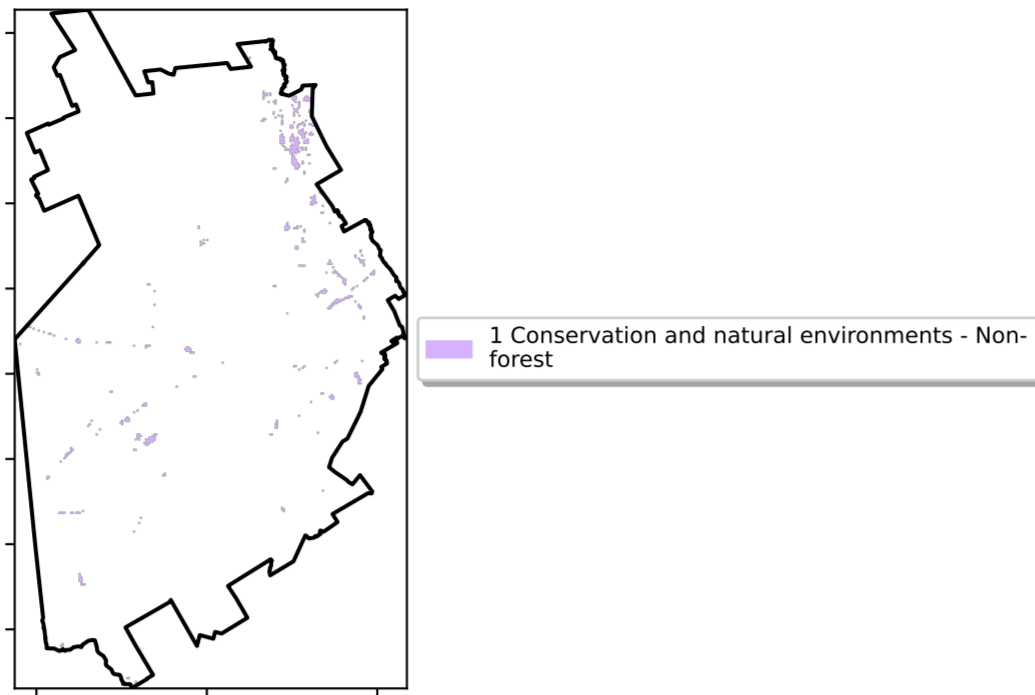 1 Conservation and natural environments - Non-
forest